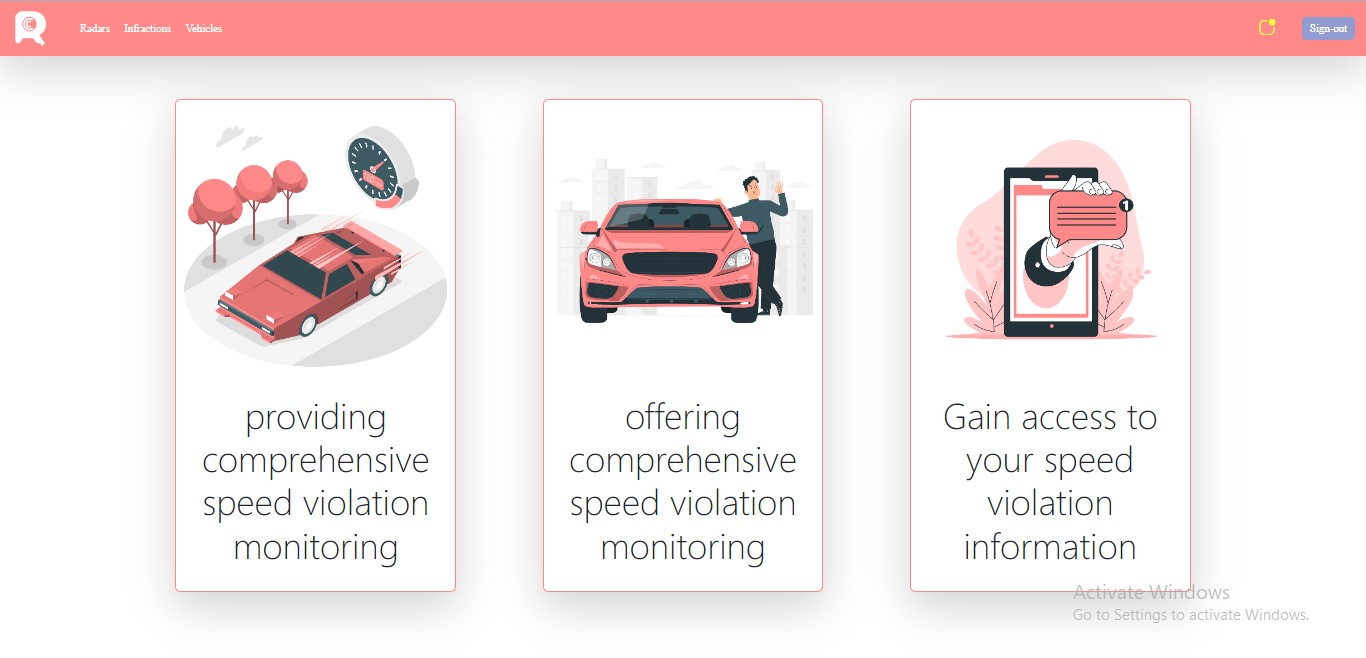 R Radars Infractions Vehicles Sign-out
providing
comprehensive
speed violation
monitoring
offering
comprehensive
speed violation
monitoring
1
Gain access to
your speed
violation
information
Activate Windows
Go to Settings to activate Windows.